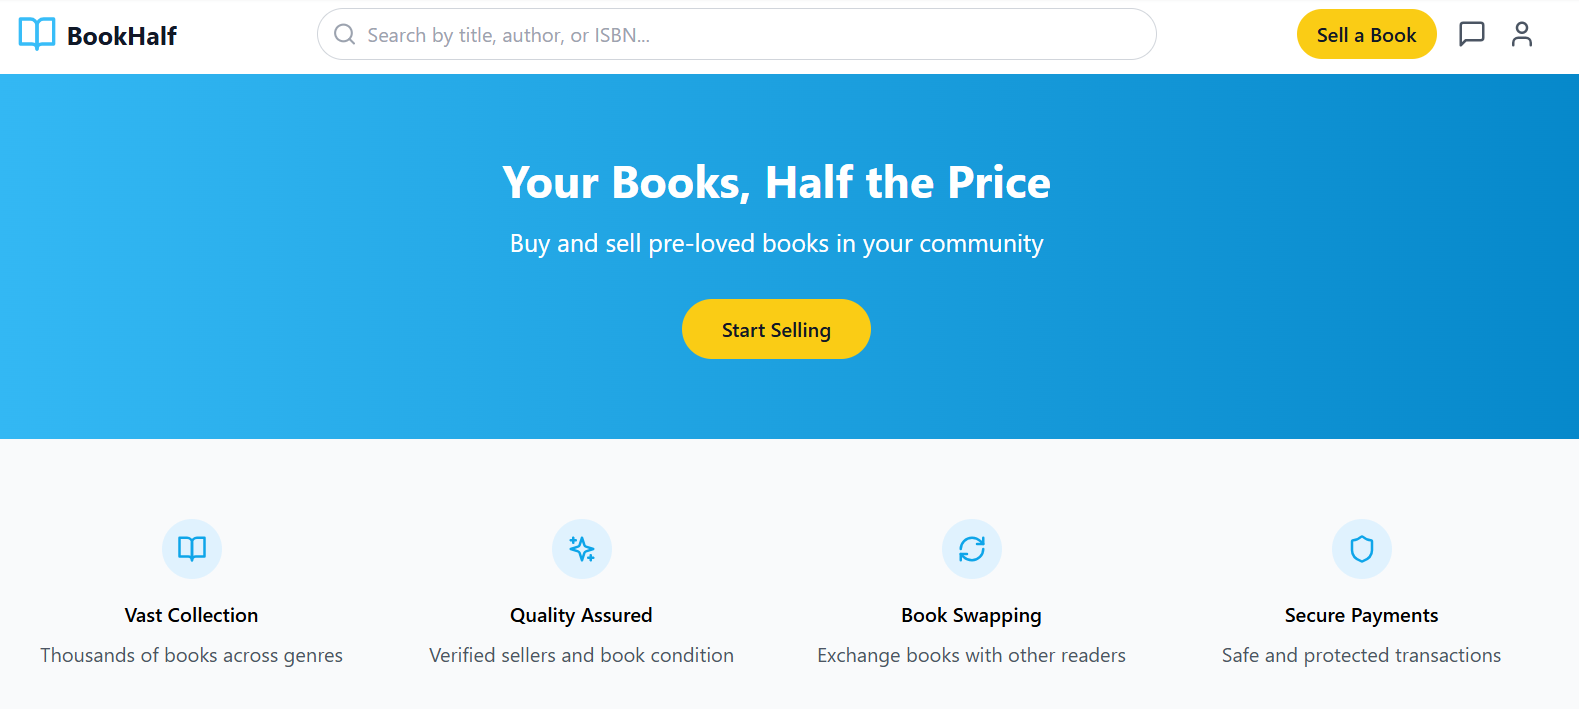 BookHalf
Search by title, author, or ISBN...
Sell a Book
Your Books, Half the Price
Buy and sell pre-loved books in your community
Start Selling
Vast Collection
Thousands of books across genres
Quality Assured
Verified sellers and book condition
Book Swapping
Exchange books with other readers
Secure Payments
Safe and protected transactions